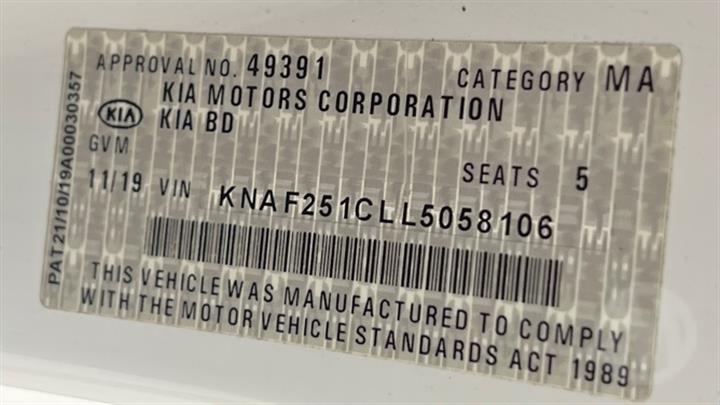 APPROVAL NO. 49391 CATEGORY MA
KIA MOTORS CORPORATION
KIA KIA BD
GVM SEATS 5
11/19 VIN KNAF251CLL5058106
THIS VEHICLE WAS MANUFACTURED TO COMPLY
WITH THE MOTOR VEHICLE STANDARDS ACT 1989
PAT21/10/19A00030357